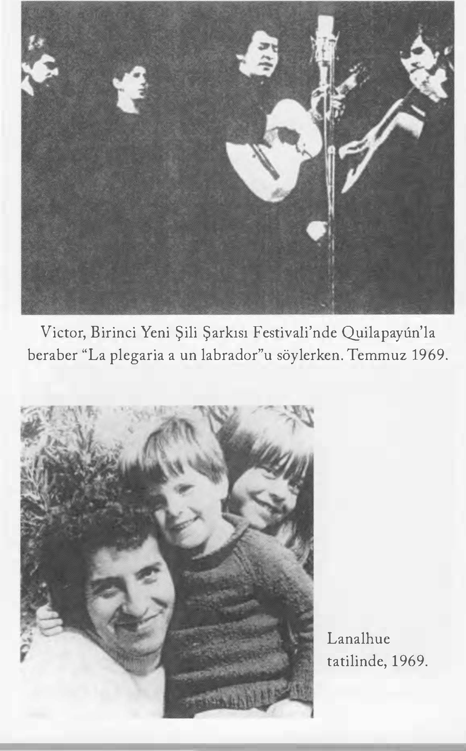 Victor, Birinci Yeni Şili Şarkısı Festivali’nde Quilapayún’la
beraber “La plegaria a un labrador”u söylerken. Temmuz 1969.
Lanalhue
tatilinde, 1969.